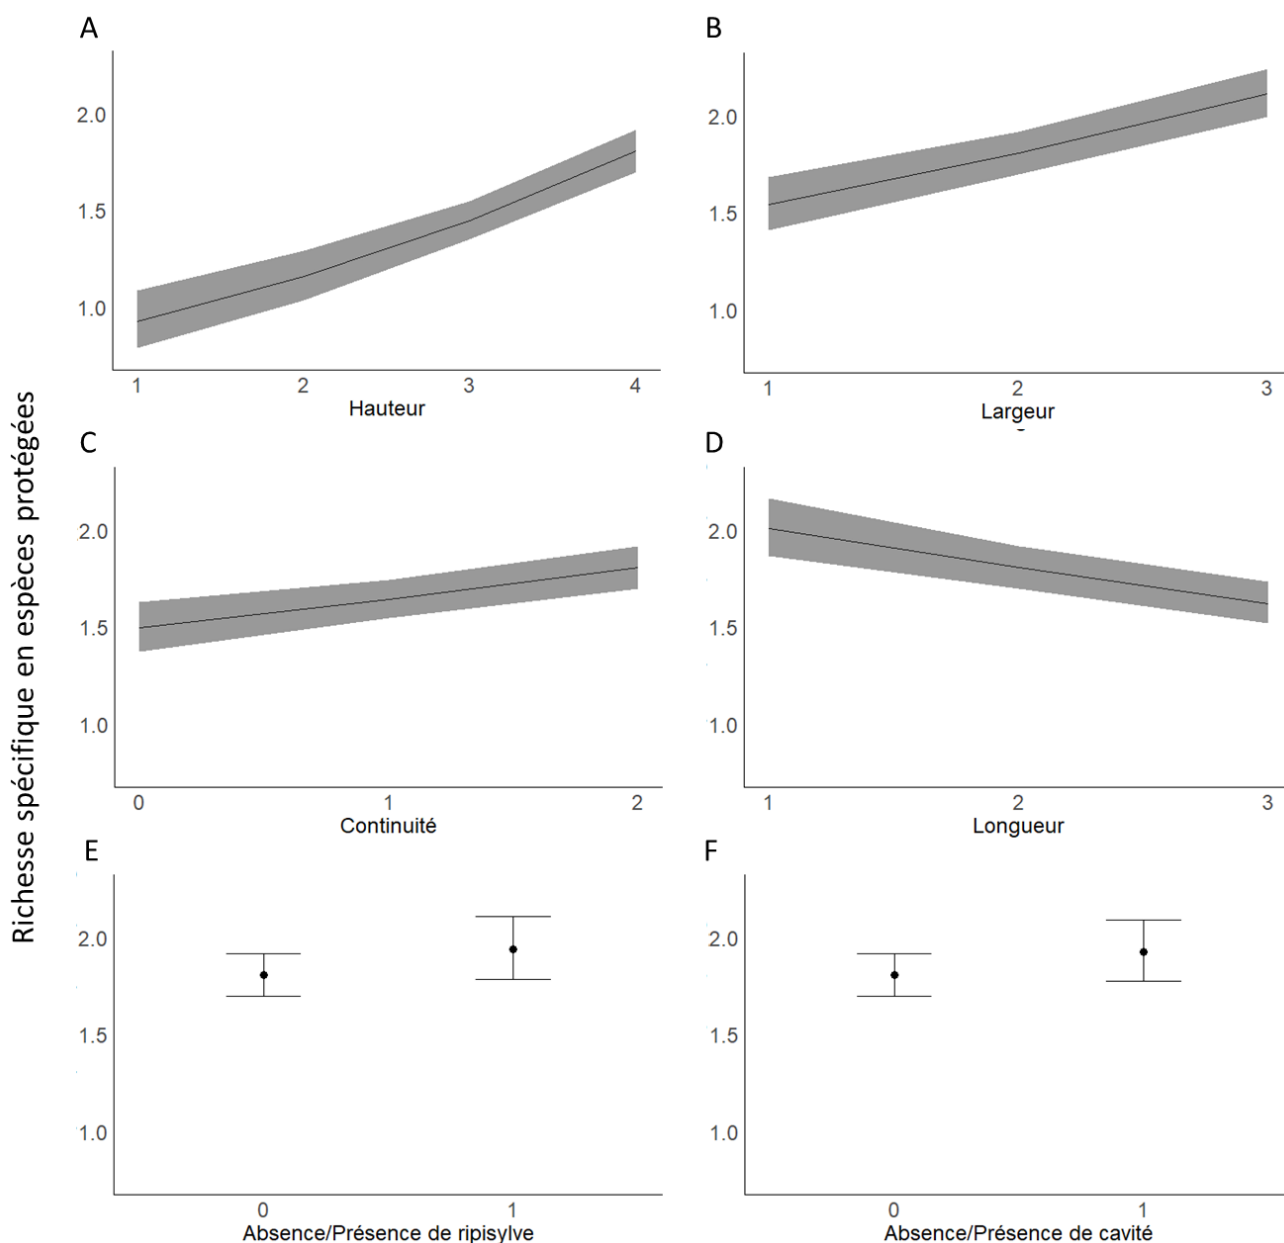 Richesse spécifique en espèces protégées
A
2.0
1.5
1.0
1 2 3 4
Hauteur
B
2.0
1.5
1.0
1 2 3
Largeur
C
2.0
1.5
1.0
0 1 2
Continuité
D
2.0
1.5
1.0
1 2 3
Longueur
E
2.0
1.5
1.0
0 1
Absence/Présence de ripisylve
F
2.0
1.5
1.0
0 1
Absence/Présence de cavité